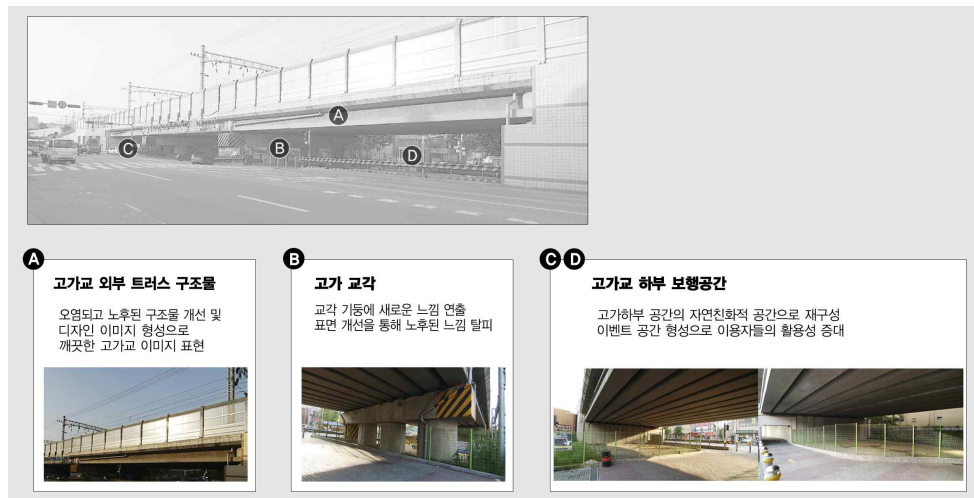 A
B
C
D
A
고가교 외부 트러스 구조물
오염되고 노후된 구조물 개선 및
디자인 이미지 형성으로
깨끗한 고가교 이미지 표현
B
고가 교각
교각 기둥에 새로운 느낌 연출
표면 개선을 통해 노후된 느낌 탈피
C D
고가교 하부 보행공간
고가하부 공간의 자연친화적 공간으로 재구성
이벤트 공간 형성으로 이용자들의 활용성 증대